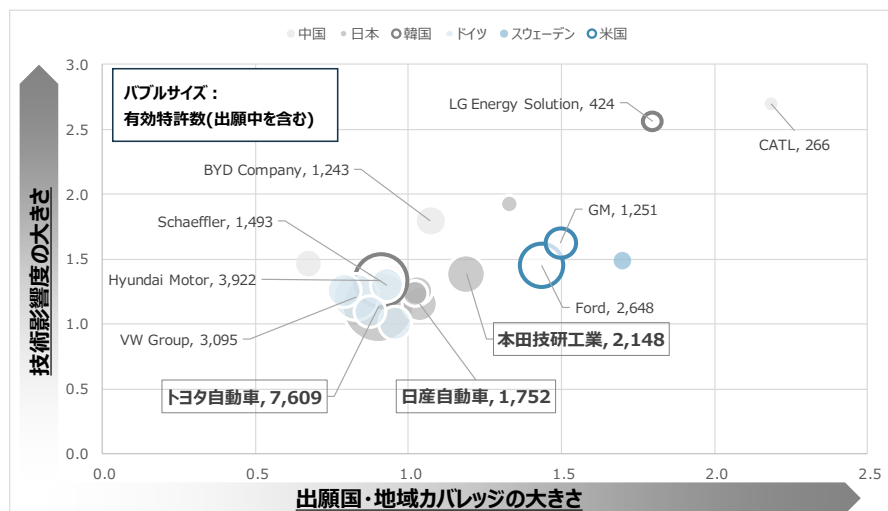 中国 日本 韓国 ドイツ スウェーデン 米国
3.0
2.5
2.0
1.5
1.0
0.5
0.0
技術影響度の大きさ
バブルサイズ：
有効特許数(出願中を含む)
LG Energy Solution, 424
CATL, 266
BYD Company, 1,243
Schaeffler, 1,493
GM, 1,251
Hyundai Motor, 3,922
Ford, 2,648
VW Group, 3,095
本田技研工業, 2,148
トヨタ自動車, 7,609
日産自動車, 1,752
0.0 0.5 1.0 1.5 2.0 2.5
出願国・地域カバレッジの大きさ